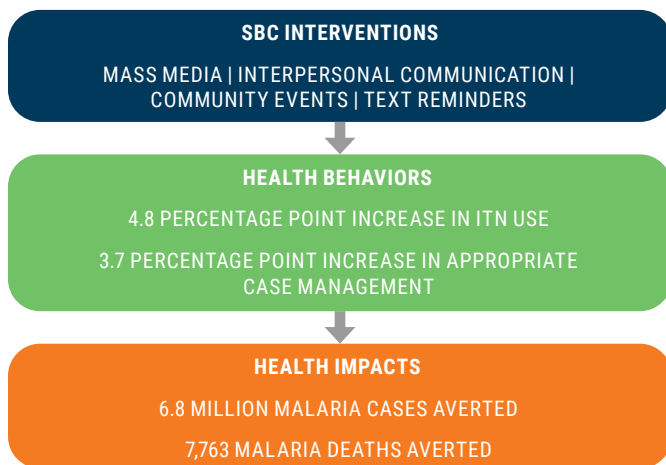 SBC INTERVENTIONS
MASS MEDIA | INTERPERSONAL COMMUNICATION |
COMMUNITY EVENTS | TEXT REMINDERS
HEALTH BEHAVIORS
4.8 PERCENTAGE POINT INCREASE IN ITN USE
3.7 PERCENTAGE POINT INCREASE IN APPROPRIATE
CASE MANAGEMENT
HEALTH IMPACTS
6.8 MILLION MALARIA CASES AVERTED
7,763 MALARIA DEATHS AVERTED